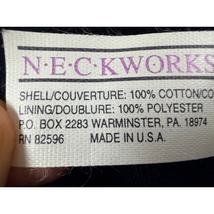 N·E·C·KWORKS
SHELL/COUVERTURE: 100% COTTON/CO
LINING/DOUBLURE: 100% POLYESTER
P.O. BOX 2283 WARMINSTER, PA. 18974
RN 82596 MADE IN U.S.A.